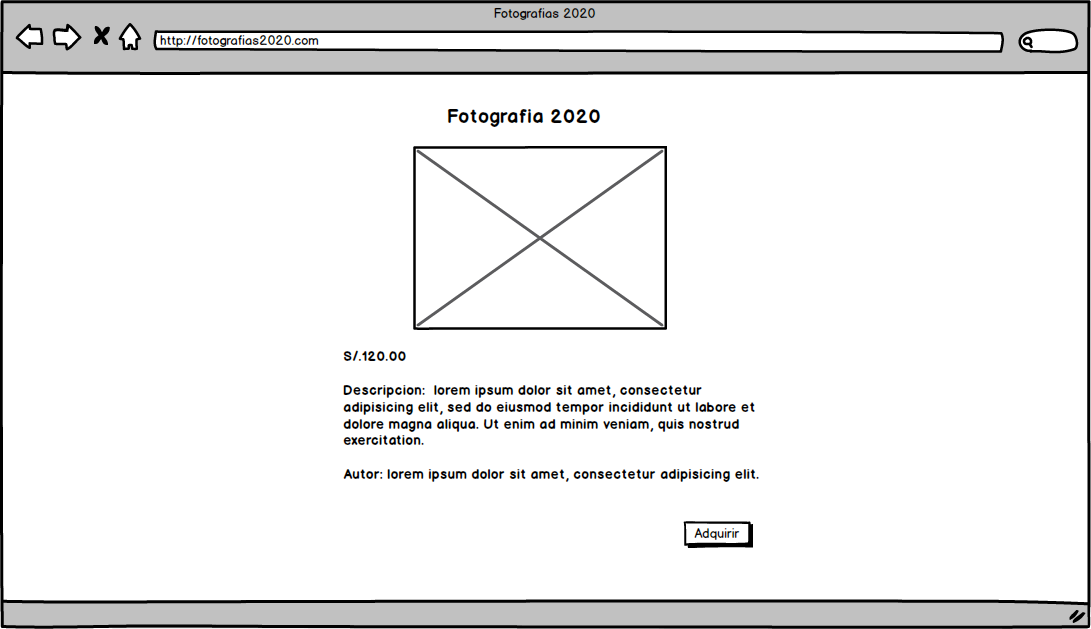 Fotografias 2020
http://fotografias2020.com
Fotografia 2020
S/.120.00
Descripcion:  lorem ipsum dolor sit amet, consectetur
adipisicing elit, sed do eiusmod tempor incididunt ut labore et
dolore magna aliqua. Ut enim ad minim veniam, quis nostrud
exercitation.
Autor: lorem ipsum dolor sit amet, consectetur adipisicing elit.
Adquirir